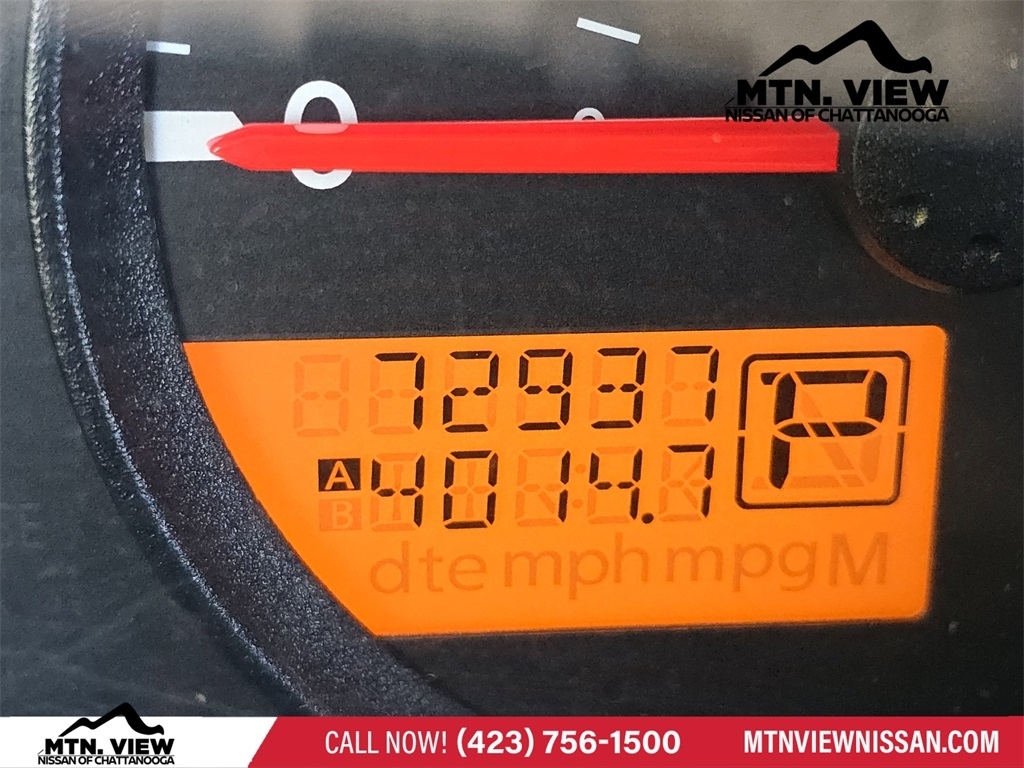 MTN. VIEW
NISSAN OF CHATTANOOGA
0
72937
P
A 4014.7
B
dte mph mpg M
MTN. VIEW
NISSAN OF CHATTANOOGA
CALL NOW! (423) 756-1500
MTNVIEWNISSAN.COM